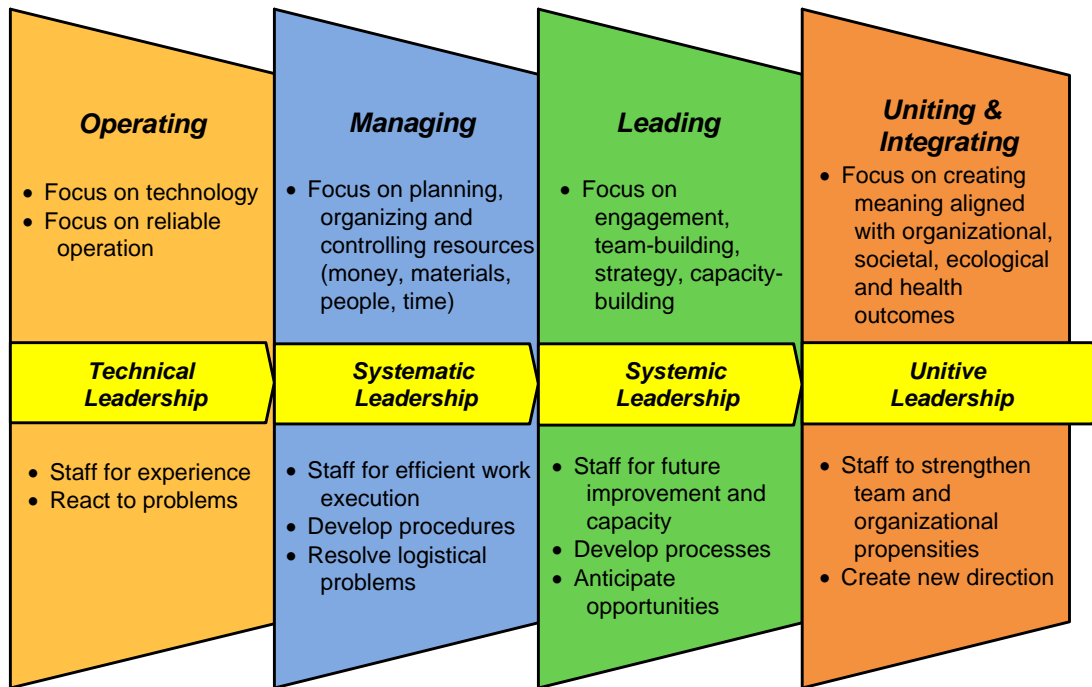 Operating
• Focus on technology
• Focus on reliable
operation
Technical
Leadership
• Staff for experience
• React to problems
Managing
• Focus on planning,
organizing and
controlling resources
(money, materials,
people, time)
Systematic
Leadership
• Staff for efficient work
execution
• Develop procedures
• Resolve logistical
problems
Leading
• Focus on
engagement,
team-building,
strategy, capacity-
building
Systemic
Leadership
• Staff for future
improvement and
capacity
• Develop processes
• Anticipate
opportunities
Uniting &
Integrating
• Focus on creating
meaning aligned
with organizational,
societal, ecological
and health
outcomes
Unitive
Leadership
• Staff to strengthen
team and
organizational
propensities
• Create new direction